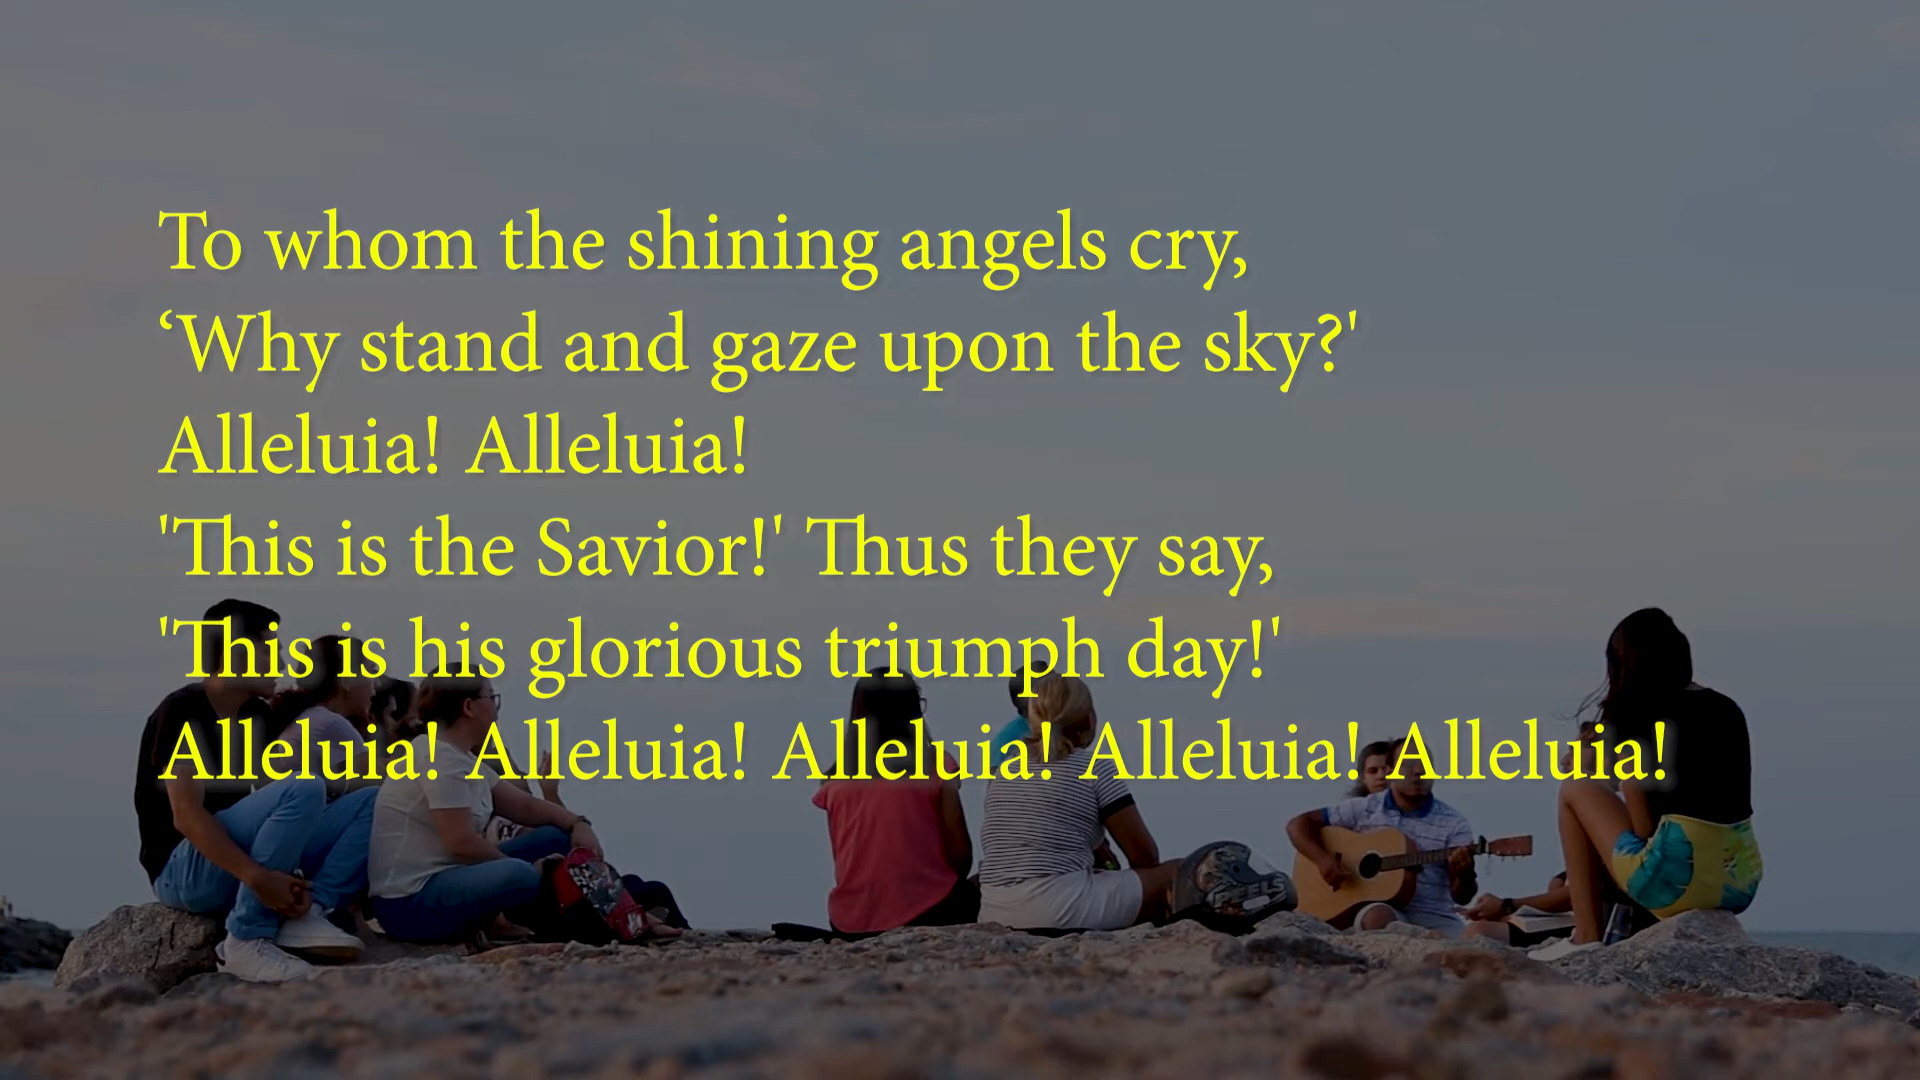 To whom the shining angels cry,
‘Why stand and gaze upon the sky?'
Alleluia! Alleluia!
'This is the Savior!' Thus they say,
'This is his glorious triumph day!'
Alleluia! Alleluia! Alleluia! Alleluia! Alleluia!